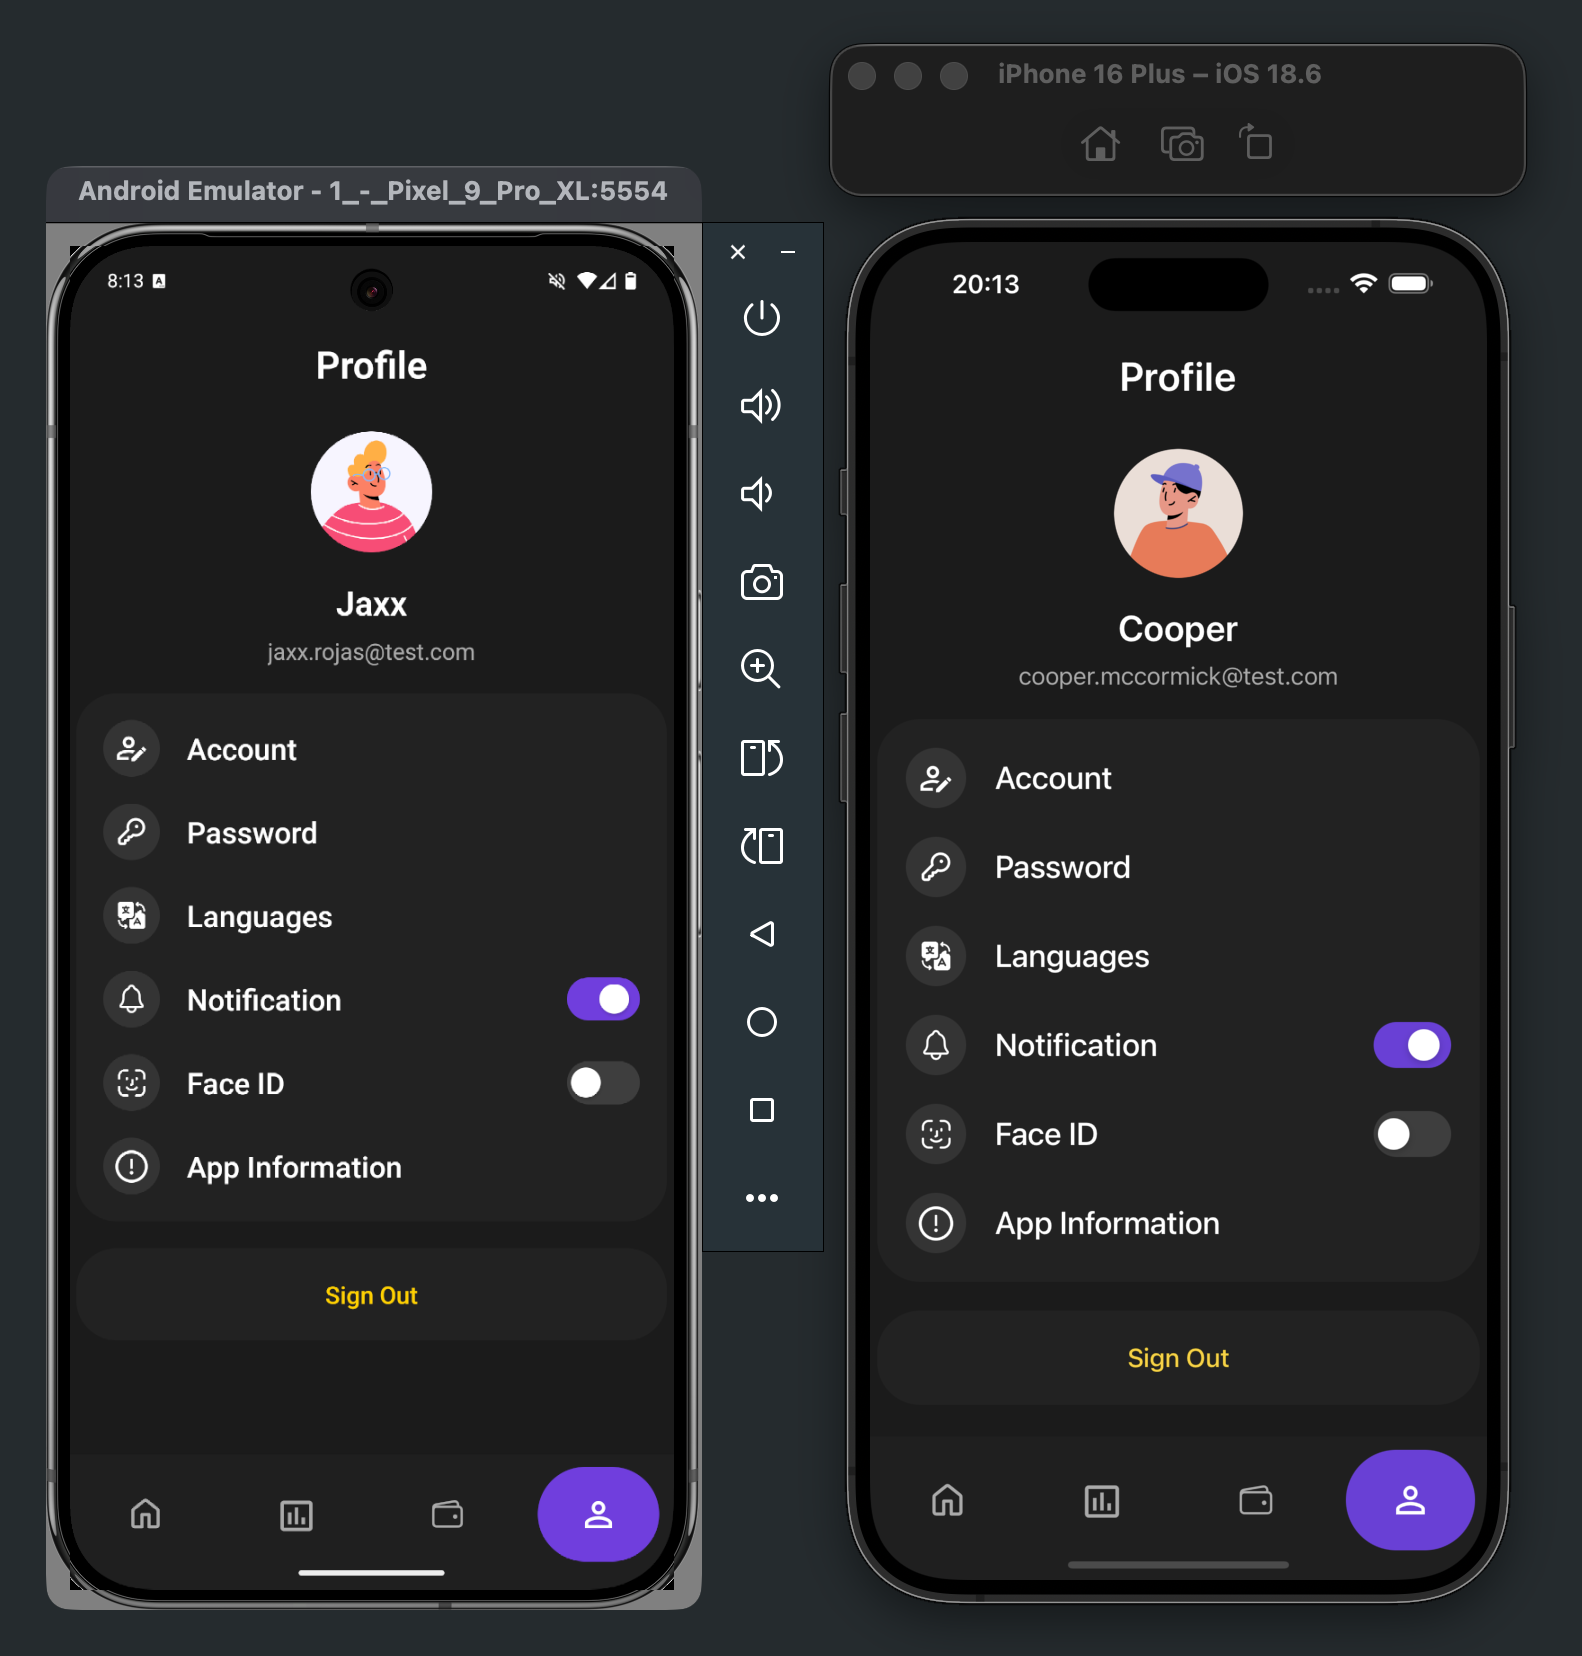 Android Emulator - 1_-_Pixel_9_Pro_XL:5554
8:13
Profile
Jaxx
jaxx.rojas@test.com
Account
Password
Languages
Notification
Face ID
App Information
Sign Out
iPhone 16 Plus – iOS 18.6
20:13
Profile
Cooper
cooper.mccormick@test.com
Account
Password
Languages
Notification
Face ID
App Information
Sign Out